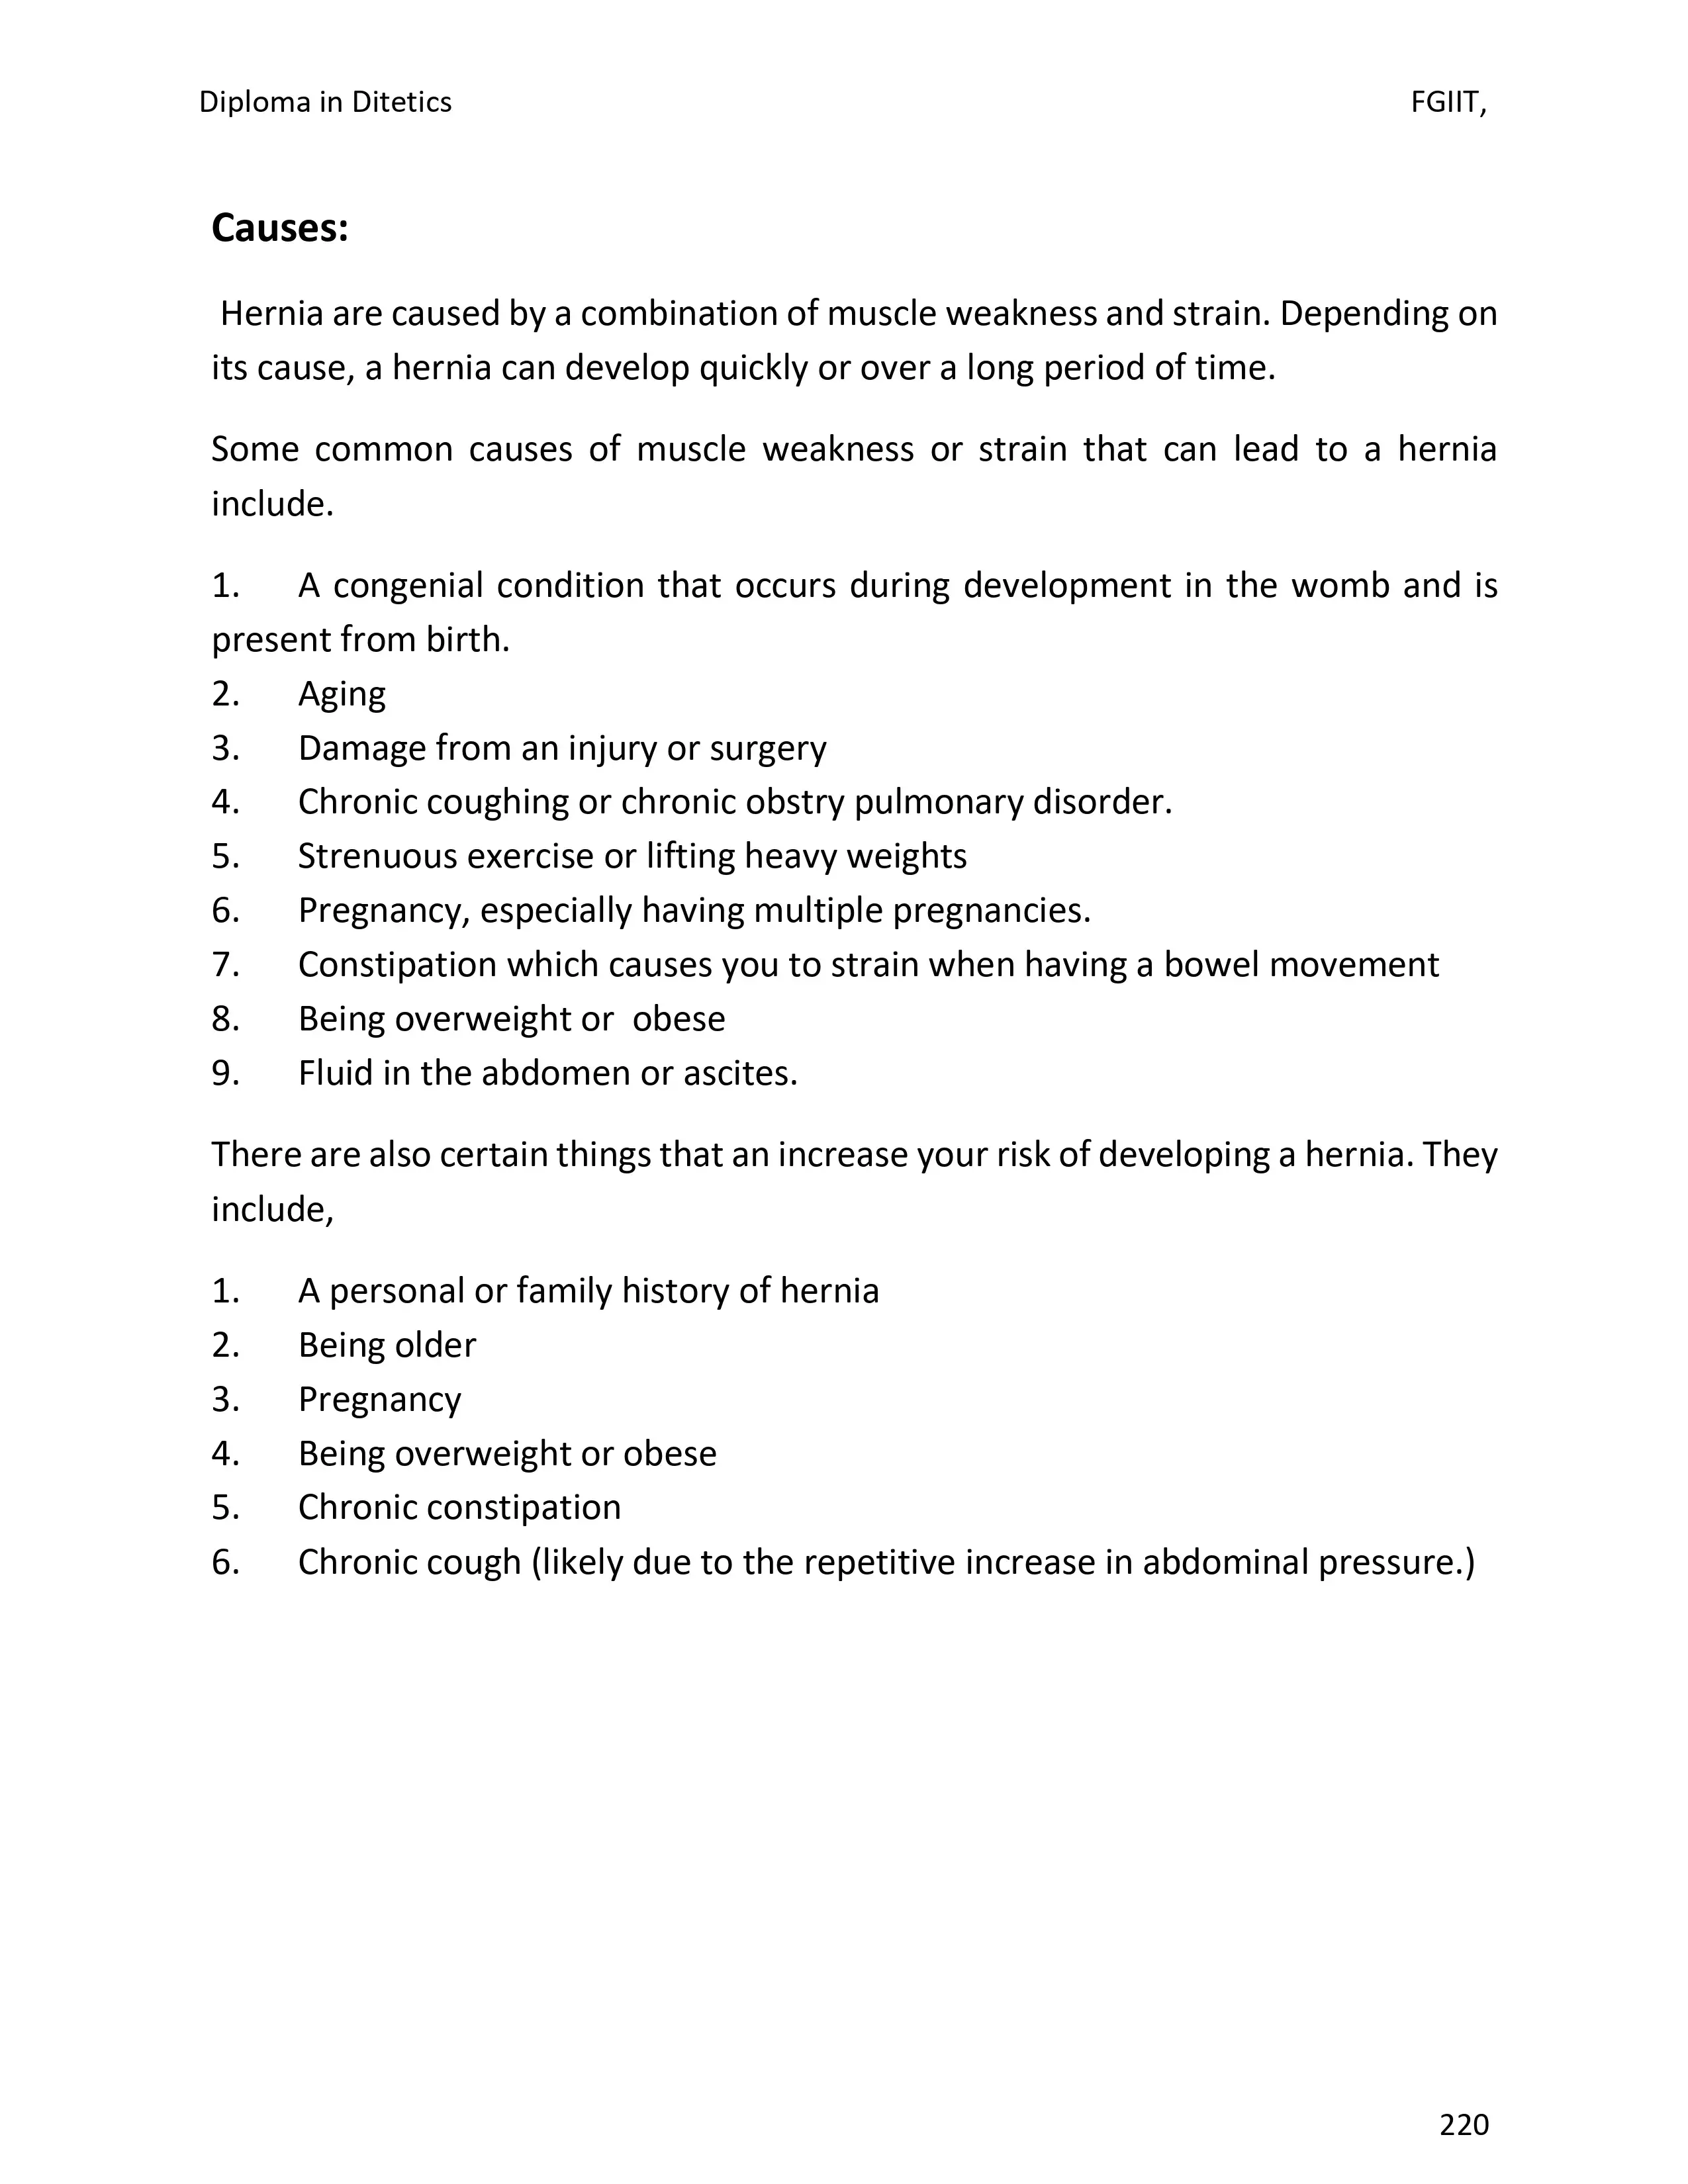 Diploma in Ditetics FGIIT,
Causes:
Hernia are caused by a combination of muscle weakness and strain. Depending on
its cause, a hernia can develop quickly or over a long period of time.
Some common causes of muscle weakness or strain that can lead to a hernia
include.
1. A congenial condition that occurs during development in the womb and is
present from birth.
2. Aging
3. Damage from an injury or surgery
4. Chronic coughing or chronic obstry pulmonary disorder.
5. Strenuous exercise or lifting heavy weights
6. Pregnancy, especially having multiple pregnancies.
7. Constipation which causes you to strain when having a bowel movement
8. Being overweight or  obese
9. Fluid in the abdomen or ascites.
There are also certain things that an increase your risk of developing a hernia. They
include,
1. A personal or family history of hernia
2. Being older
3. Pregnancy
4. Being overweight or obese
5. Chronic constipation
6. Chronic cough (likely due to the repetitive increase in abdominal pressure.)
220